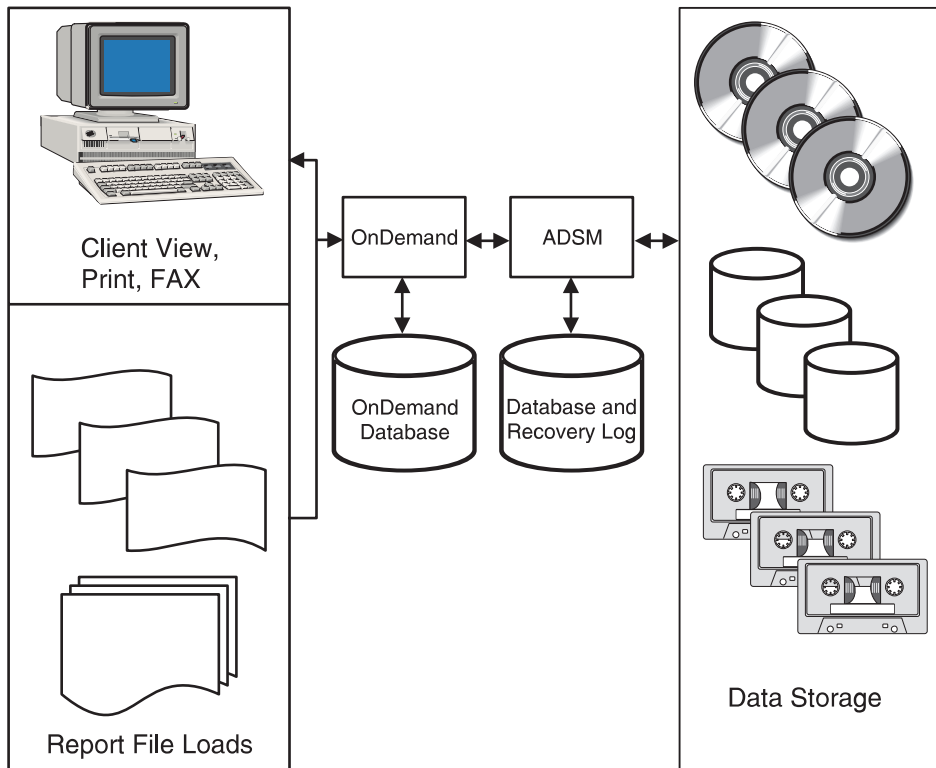 Client View,
Print, FAX
Report File Loads
OnDemand
ADSM
OnDemand
Database
Database and
Recovery Log
Data Storage